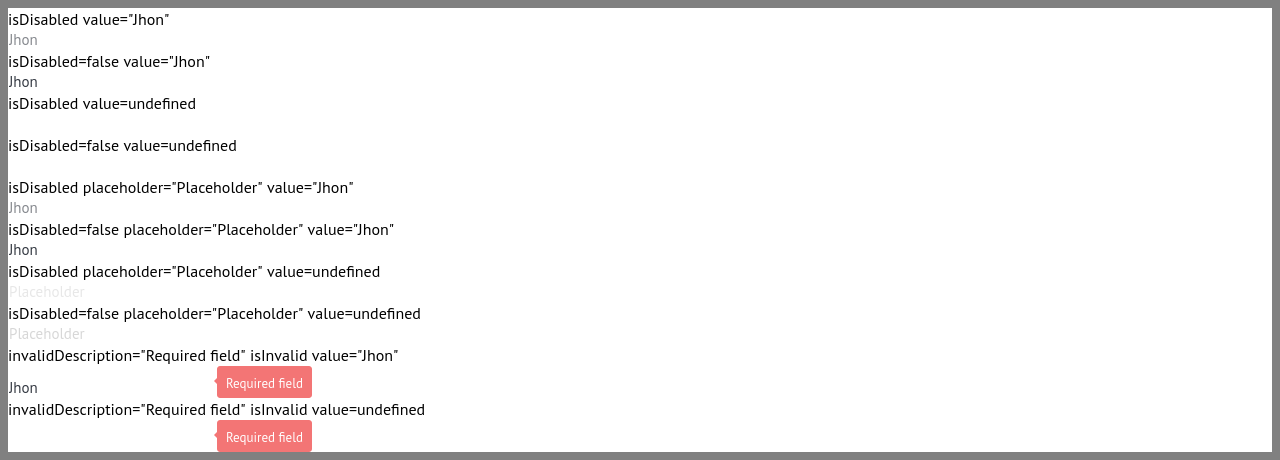 isDisabled value="Jhon"
Jhon
isDisabled=false value="Jhon"
Jhon
isDisabled value=undefined
isDisabled=false value=undefined
isDisabled placeholder="Placeholder" value="Jhon"
Jhon
isDisabled=false placeholder="Placeholder" value="Jhon"
Jhon
isDisabled placeholder="Placeholder" value=undefined
Placeholder
isDisabled=false placeholder="Placeholder" value=undefined
Placeholder
invalidDescription="Required field" isInvalid value="Jhon"
Jhon Required field
invalidDescription="Required field" isInvalid value=undefined
Required field